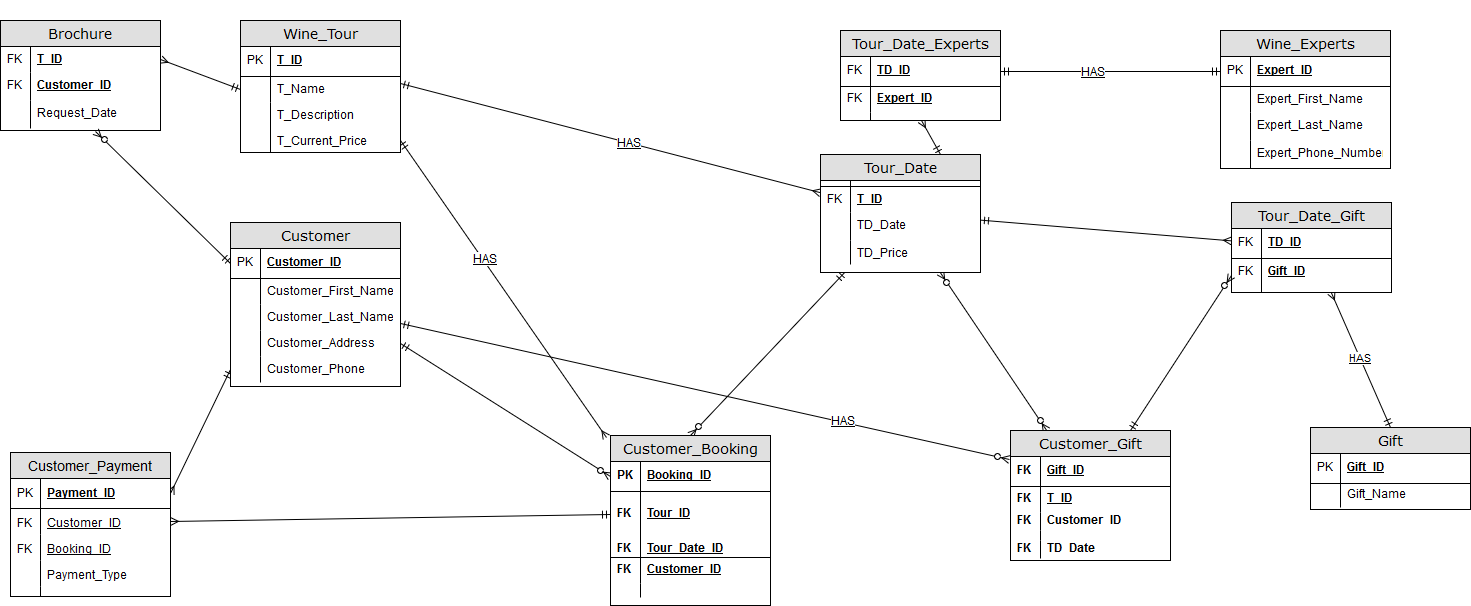 Brochure
FK T_ID
FK Customer_ID
Request_Date
Wine_Tour
PK T_ID
T_Name
T_Description
T_Current_Price
Tour_Date_Experts
FK TD_ID
FK Expert_ID
HAS
Wine_Experts
PK Expert_ID
Expert_First_Name
Expert_Last_Name
Expert_Phone_Number
HAS
Tour_Date
FK T_ID
TD_Date
TD_Price
Tour_Date_Gift
FK TD_ID
FK Gift_ID
Customer
PK Customer_ID
Customer_First_Name
Customer_Last_Name
Customer_Address
Customer_Phone
HAS
HAS
HAS
Customer_Payment
PK Payment_ID
FK Customer_ID
FK Booking_ID
Payment_Type
Customer_Booking
PK Booking_ID
FK Tour_ID
FK Tour_Date_ID
FK Customer_ID
Customer_Gift
FK Gift_ID
FK T_ID
FK Customer_ID
FK TD_Date
Gift
PK Gift_ID
Gift_Name